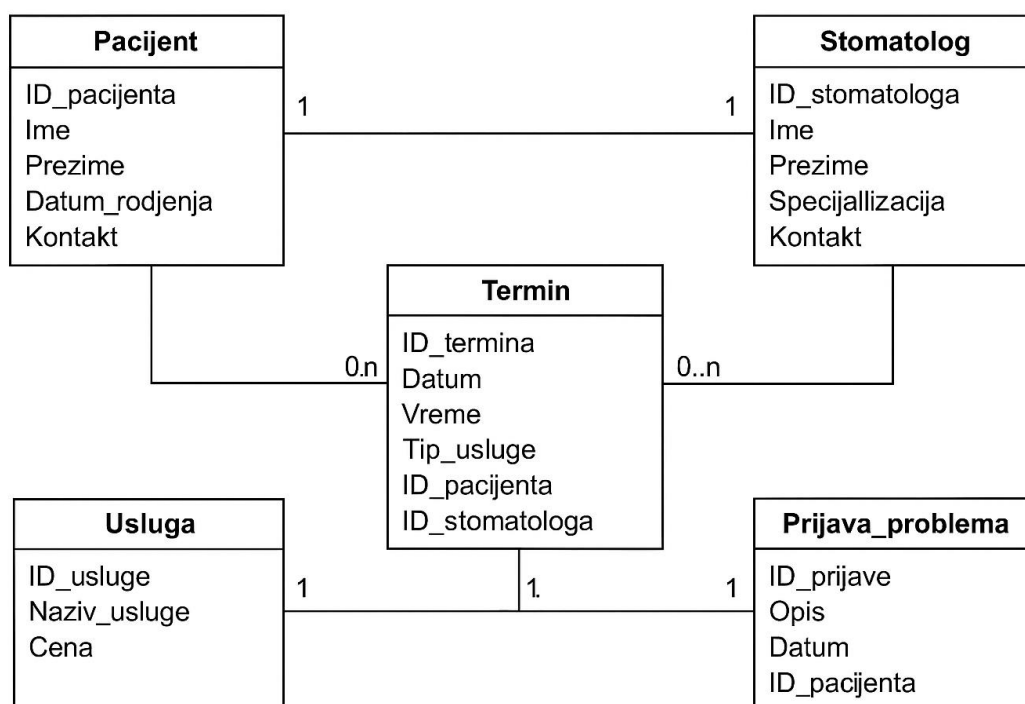 Pacijent
ID_pacijenta
Ime
Prezime
Datum_rodjenja
Kontakt
1
1
Stomatolog
ID_stomatologa
Ime
Prezime
Specijallizacija
Kontakt
0.n
Termin
ID_termina
Datum
Vreme
Tip_usluge
ID_pacijenta
ID_stomatologa
0..n
Usluga
ID_usluge
Naziv_usluge
Cena
1
1.
1
Prijava_problema
ID_prijave
Opis
Datum
ID_pacijenta